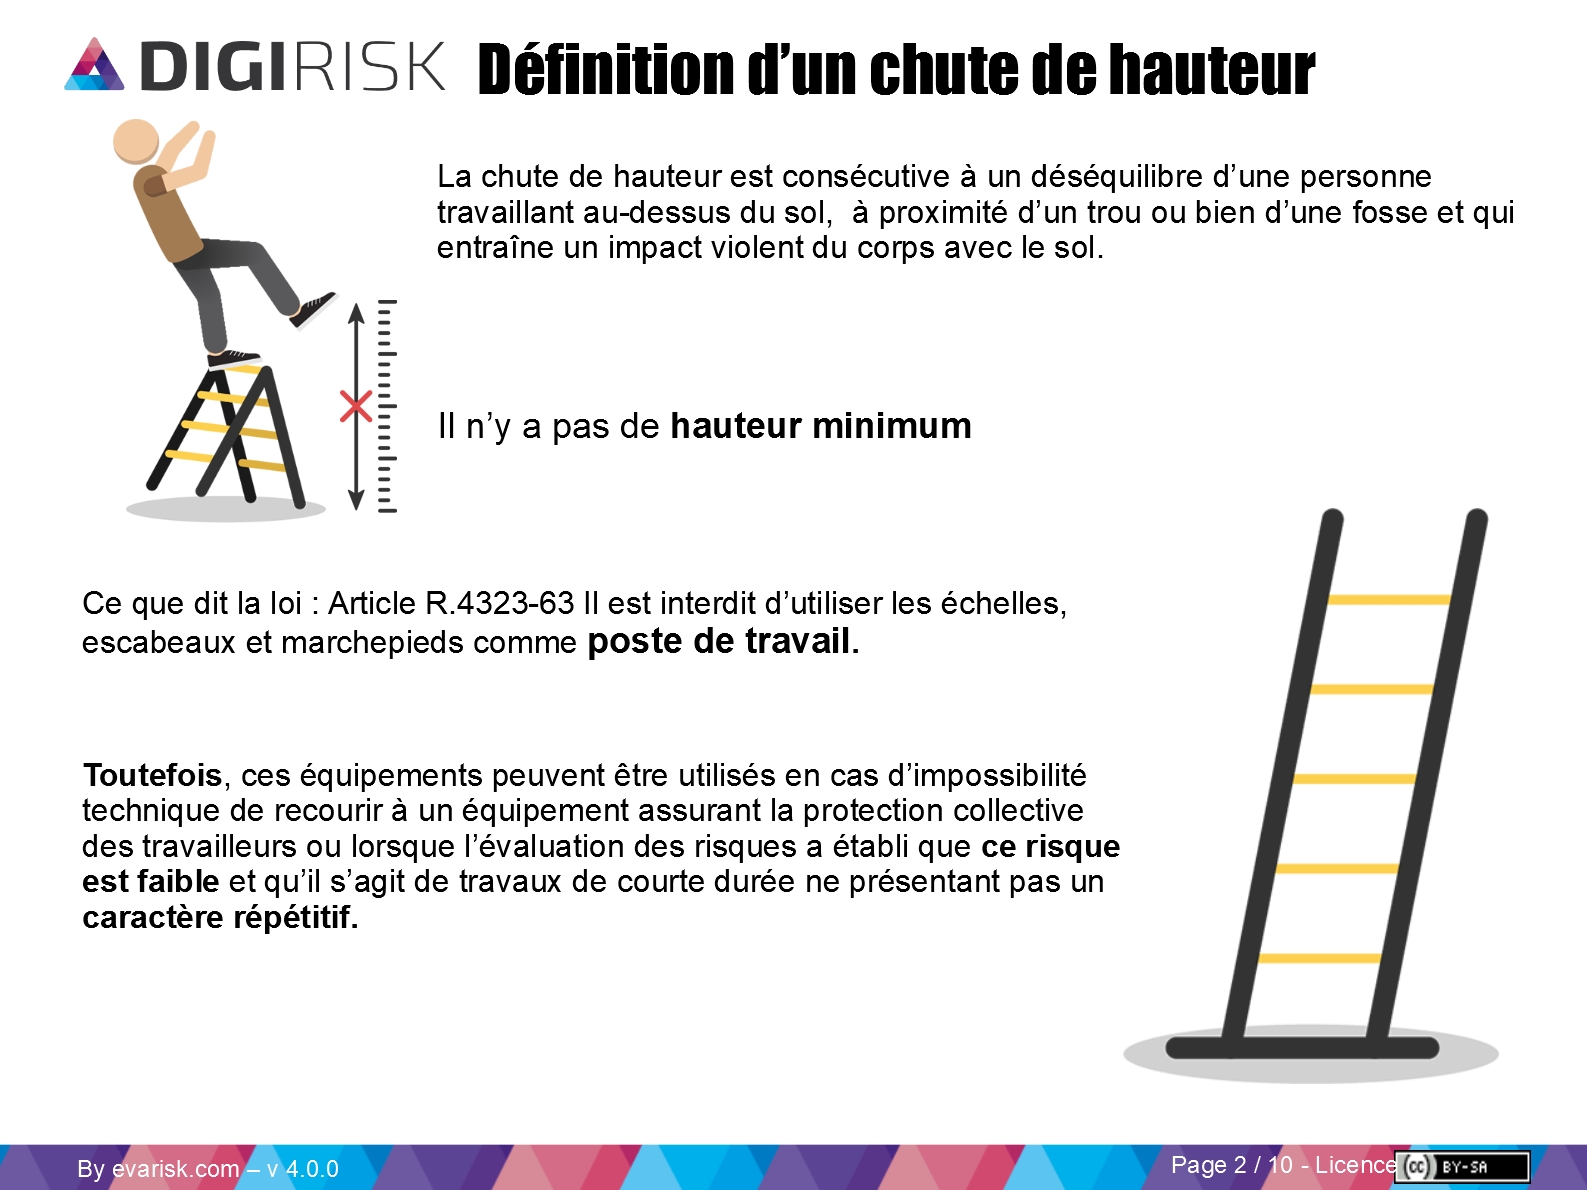 DIGIRISK Définition d’un chute de hauteur
La chute de hauteur est consécutive à un déséquilibre d’une personne
travaillant au-dessus du sol,  à proximité d’un trou ou bien d’une fosse et qui
entraîne un impact violent du corps avec le sol.
Il n’y a pas de hauteur minimum
Ce que dit la loi : Article R.4323-63 Il est interdit d’utiliser les échelles,
escabeaux et marchepieds comme poste de travail.
Toutefois, ces équipements peuvent être utilisés en cas d’impossibilité
technique de recourir à un équipement assurant la protection collective
des travailleurs ou lorsque l’évaluation des risques a établi que ce risque
est faible et qu’il s’agit de travaux de courte durée ne présentant pas un
caractère répétitif.
By evarisk.com – v 4.0.0
Page 2 / 10 - Licence (cc) BY-SA